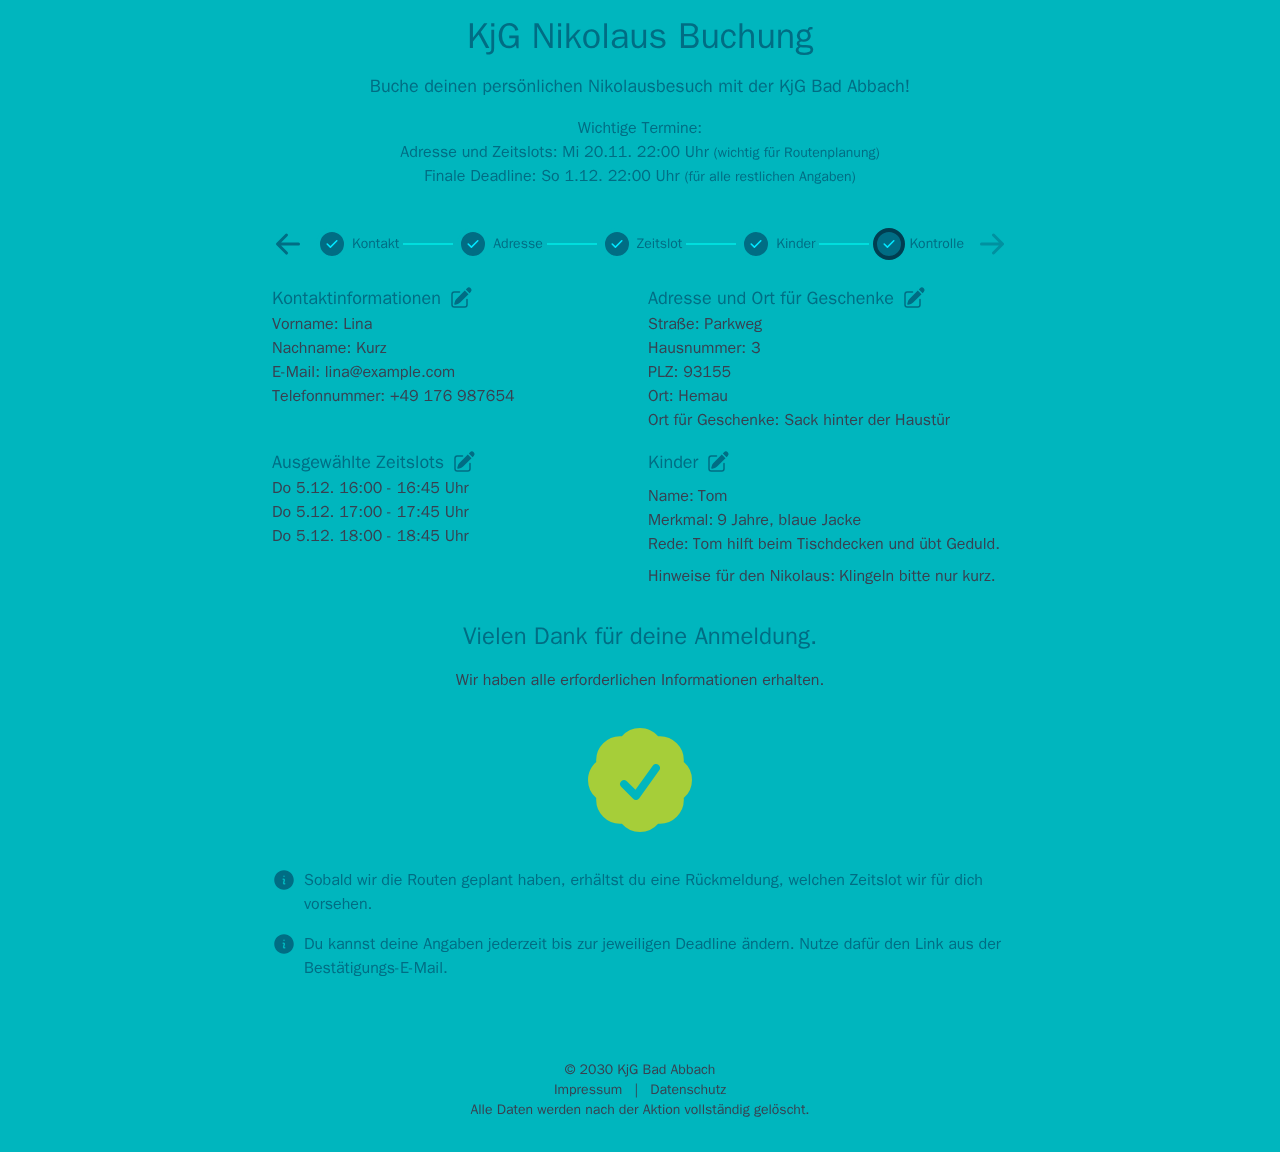 KjG Nikolaus Buchung
Buche deinen persönlichen Nikolausbesuch mit der KjG Bad Abbach!
Wichtige Termine:
Adresse und Zeitslots: Mi 20.11. 22:00 Uhr (wichtig für Routenplanung)
Finale Deadline: So 1.12. 22:00 Uhr (für alle restlichen Angaben)
Kontakt Adresse Zeitslot Kinder Kontrolle
Kontaktinformationen
Vorname: Lina
Nachname: Kurz
E-Mail: lina@example.com
Telefonnummer: +49 176 987654
Adresse und Ort für Geschenke
Straße: Parkweg
Hausnummer: 3
PLZ: 93155
Ort: Hemau
Ort für Geschenke: Sack hinter der Haustür
Ausgewählte Zeitslots
Do 5.12. 16:00 - 16:45 Uhr
Do 5.12. 17:00 - 17:45 Uhr
Do 5.12. 18:00 - 18:45 Uhr
Kinder
Name: Tom
Merkmal: 9 Jahre, blaue Jacke
Rede: Tom hilft beim Tischdecken und übt Geduld.
Hinweise für den Nikolaus: Klingeln bitte nur kurz.
Vielen Dank für deine Anmeldung.
Wir haben alle erforderlichen Informationen erhalten.
Sobald wir die Routen geplant haben, erhältst du eine Rückmeldung, welchen Zeitslot wir für dich
vorsehen.
Du kannst deine Angaben jederzeit bis zur jeweiligen Deadline ändern. Nutze dafür den Link aus der
Bestätigungs-E-Mail.
© 2030 KjG Bad Abbach
Impressum | Datenschutz
Alle Daten werden nach der Aktion vollständig gelöscht.